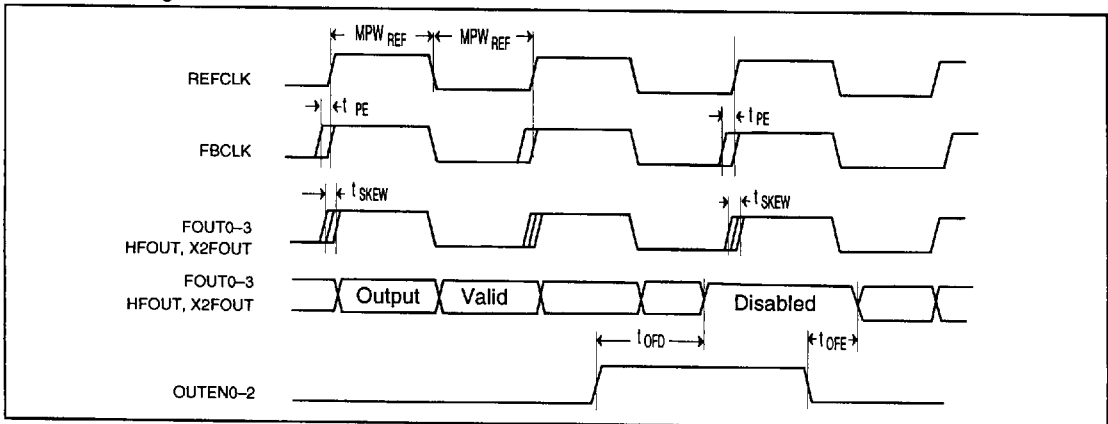 MPW REF MPW REF
REFCLK
t PE t PE
FBCLK
t SKEW t SKEW
FOUT0–3
HFOUT, X2FOUT
FOUT0–3
HFOUT, X2FOUT
Output Valid Disabled
t OFD t OFE
OUTEN0–2